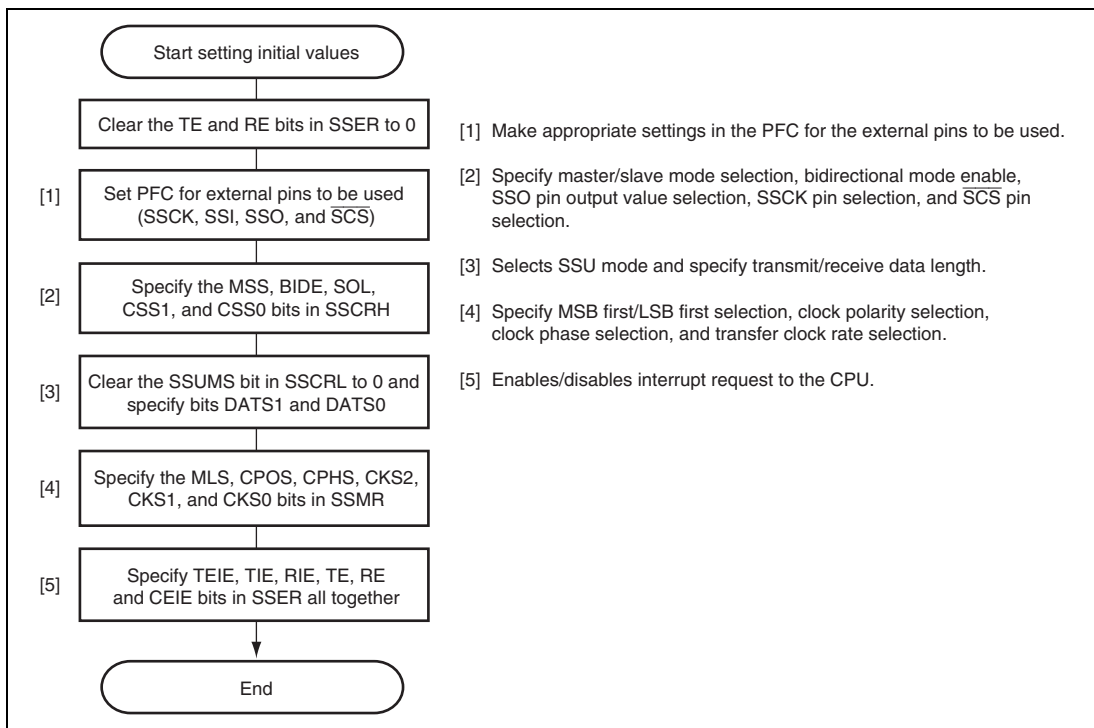 Start setting initial values
Clear the TE and RE bits in SSER to 0
[1]
Set PFC for external pins to be used
(SSCK, SSI, SSO, and S̅C̅S̅)
[2]
Specify the MSS, BIDE, SOL,
CSS1, and CSS0 bits in SSCRH
[3]
Clear the SSUMS bit in SSCRL to 0 and
specify bits DATS1 and DATS0
[4]
Specify the MLS, CPOS, CPHS, CKS2,
CKS1, and CKS0 bits in SSMR
[5]
Specify TEIE, TIE, RIE, TE, RE
and CEIE bits in SSER all together
End
[1] Make appropriate settings in the PFC for the external pins to be used.
[2] Specify master/slave mode selection, bidirectional mode enable,
SSO pin output value selection, SSCK pin selection, and S̅C̅S̅ pin
selection.
[3] Selects SSU mode and specify transmit/receive data length.
[4] Specify MSB first/LSB first selection, clock polarity selection,
clock phase selection, and transfer clock rate selection.
[5] Enables/disables interrupt request to the CPU.